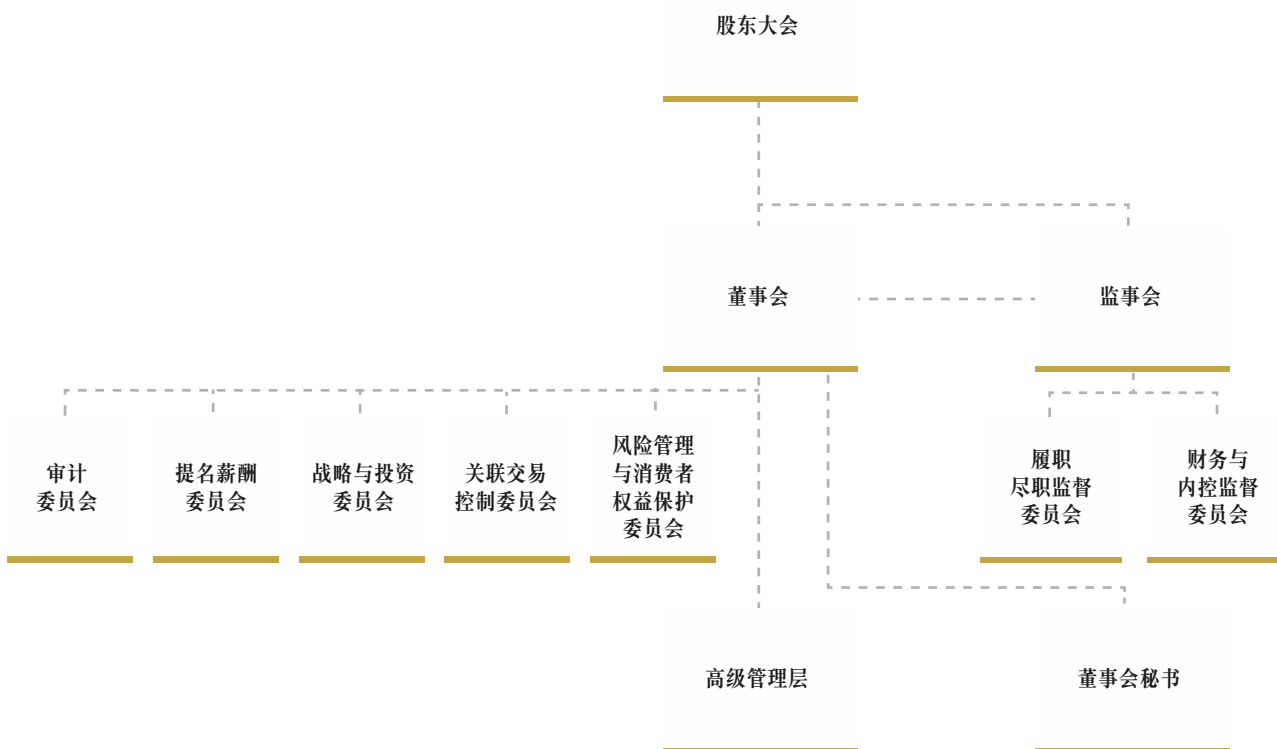 股东大会
董事会
监事会
审计
委员会
提名薪酬
委员会
战略与投资
委员会
关联交易
控制委员会
风险管理
与消费者
权益保护
委员会
履职
尽职监督
委员会
财务与
内控监督
委员会
高级管理层
董事会秘书